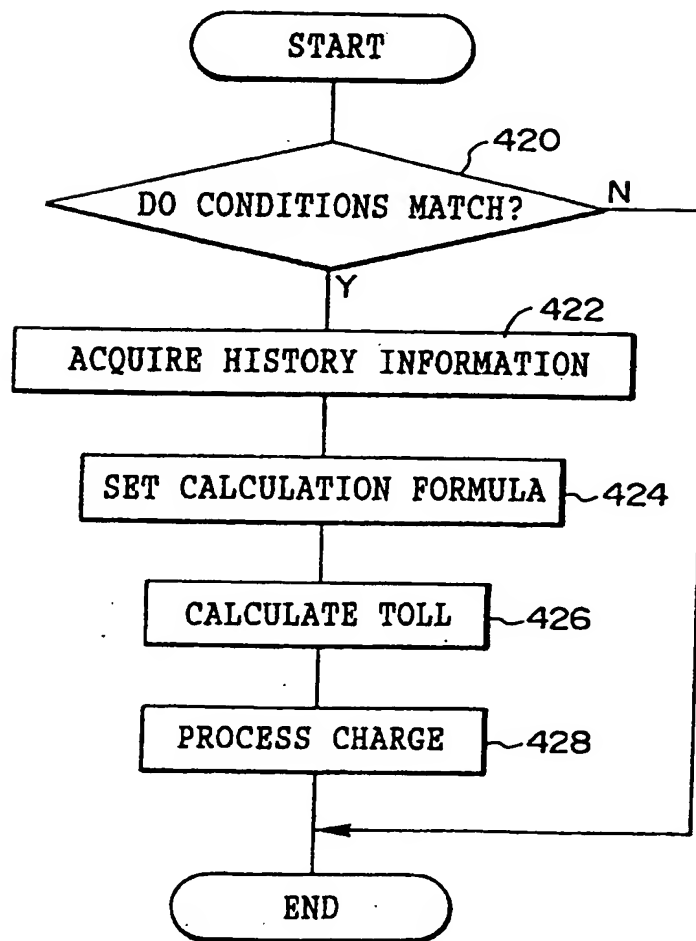 START
420
DO CONDITIONS MATCH?
N
Y
422
ACQUIRE HISTORY INFORMATION
SET CALCULATION FORMULA
424
CALCULATE TOLL
426
PROCESS CHARGE
428
END